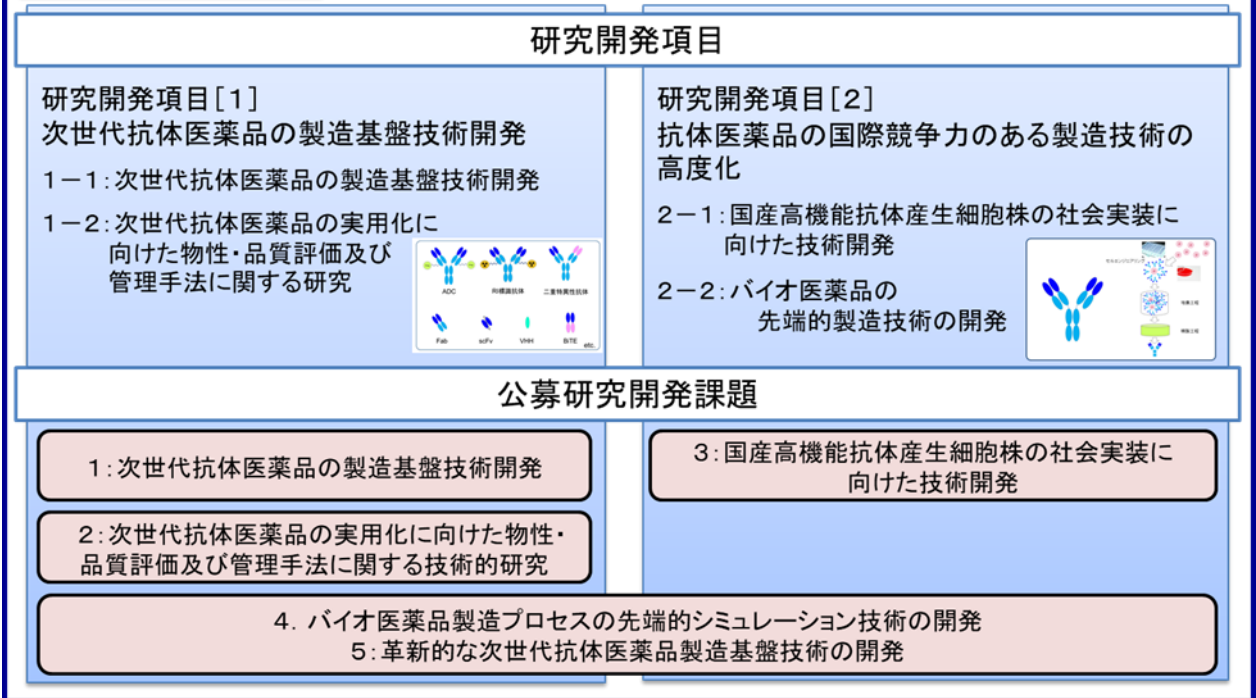 研究開発項目
研究開発項目[1]
次世代抗体医薬品の製造基盤技術開発
1-1:次世代抗体医薬品の製造基盤技術開発
1-2:次世代抗体医薬品の実用化に
向けた物性・品質評価及び
管理手法に関する研究
ADC
RI標識抗体
二重特異性抗体
Fab
scFv
VHH
BiTE
etc.
研究開発項目[2]
抗体医薬品の国際競争力のある製造技術の
高度化
2-1:国産高機能抗体産生細胞株の社会実装に
向けた技術開発
2-2:バイオ医薬品の
先端的製造技術の開発
セルエンジニアリング
公募研究開発課題
1:次世代抗体医薬品の製造基盤技術開発
2:次世代抗体医薬品の実用化に向けた物性・
品質評価及び管理手法に関する技術的研究
3:国産高機能抗体産生細胞株の社会実装に
向けた技術開発
4. バイオ医薬品製造プロセスの先端的シミュレーション技術の開発
5:革新的な次世代抗体医薬品製造基盤技術の開発